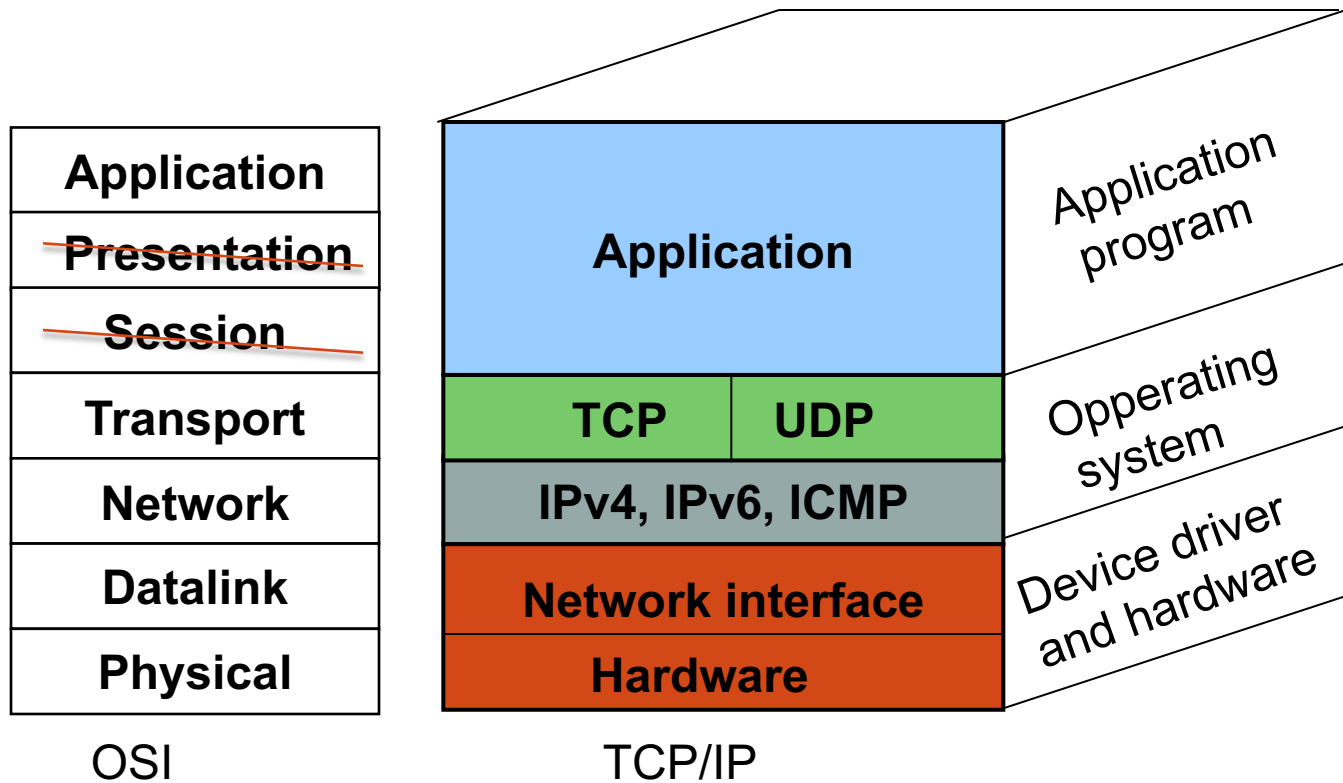 Application
Presentation
Session
Transport
Network
Datalink
Physical
OSI
Application
TCP
UDP
IPv4, IPv6, ICMP
Network interface
Hardware
TCP/IP
Application
program
Opperating
system
Device driver
and hardware